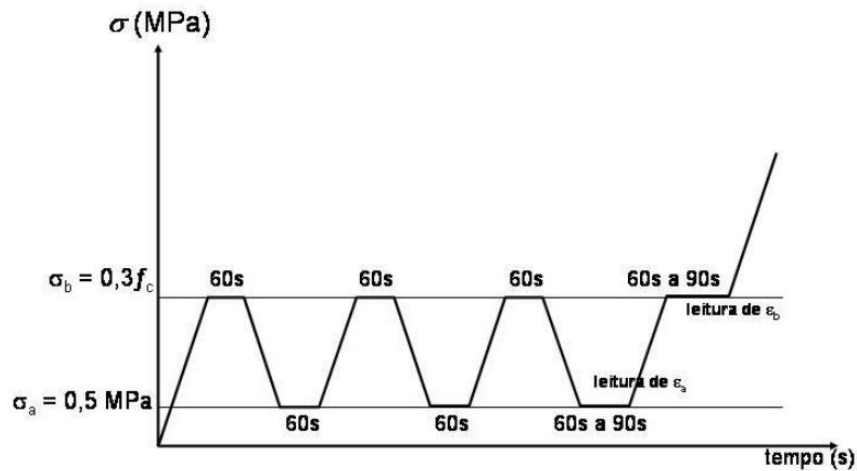 σ (MPa)
60s 60s 60s 60s a 90s
σb = 0,3fc
leitura de εb
leitura de εa
σa = 0,5 MPa
60s 60s 60s a 90s
tempo (s)